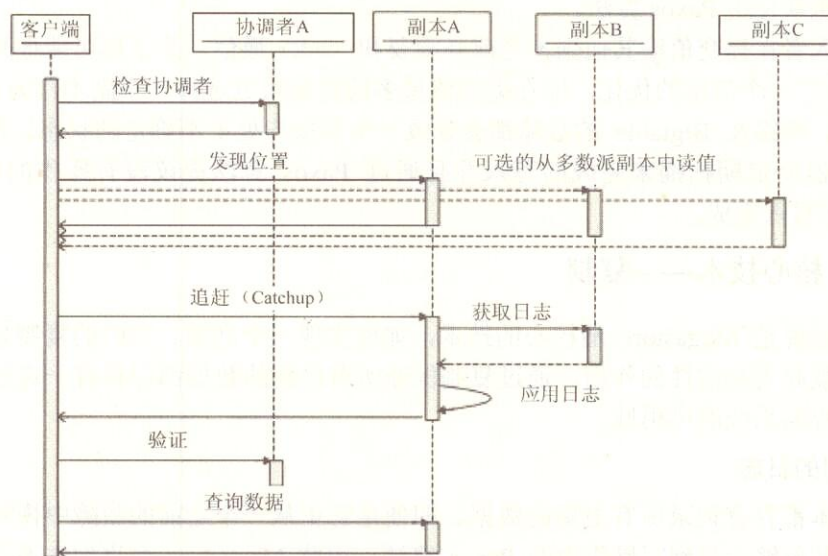 客户端
协调者A
副本A
副本B
副本C
检查协调者
发现位置
可选的从多数派副本中读值
追赶（Catchup）
获取日志
应用日志
验证
查询数据